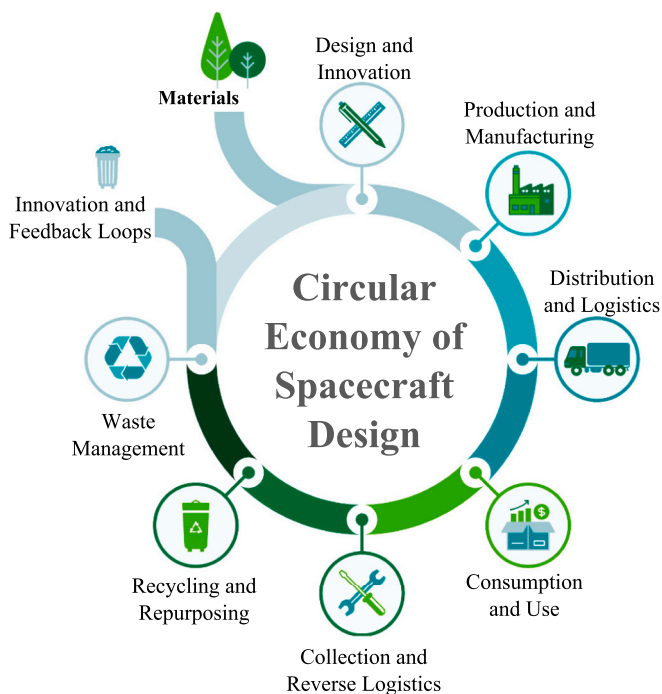 Design and
Innovation
Materials
Production and
Manufacturing
Innovation and
Feedback Loops
Distribution
and Logistics
Circular
Economy of
Spacecraft
Design
Waste
Management
Consumption
and Use
$
Recycling and
Repurposing
Collection and
Reverse Logistics